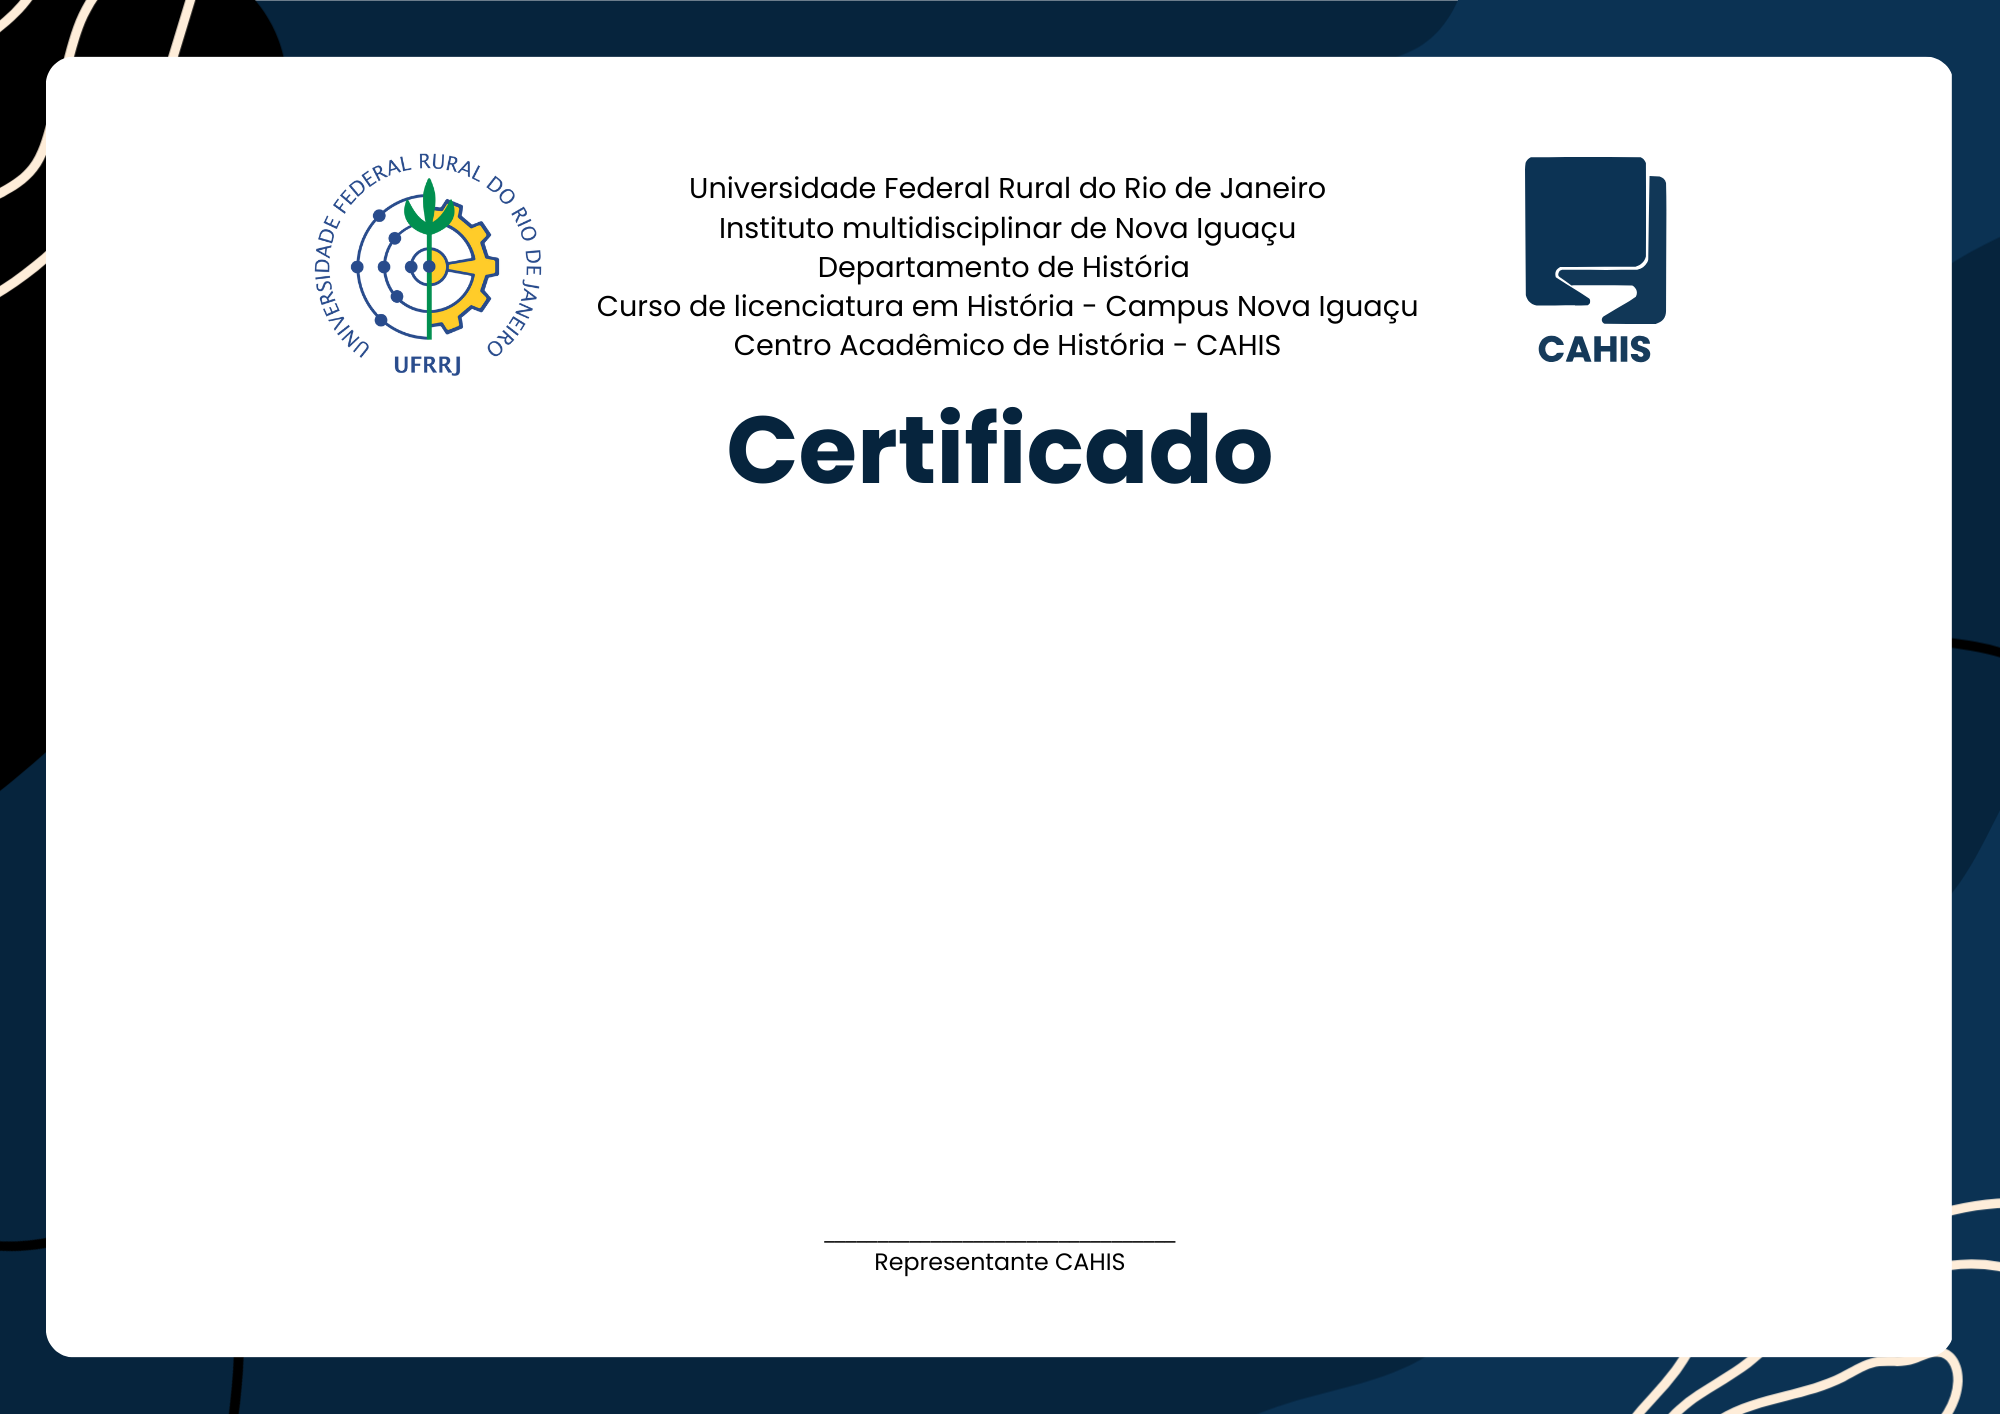 UNIVERSIDADE FEDERAL RURAL DO RIO DE JANEIRO
UFRRJ
Universidade Federal Rural do Rio de Janeiro
Instituto multidisciplinar de Nova Iguaçu
Departamento de História
Curso de licenciatura em História - Campus Nova Iguaçu
Centro Acadêmico de História - CAHIS
CAHIS
Certificado
Representante CAHIS